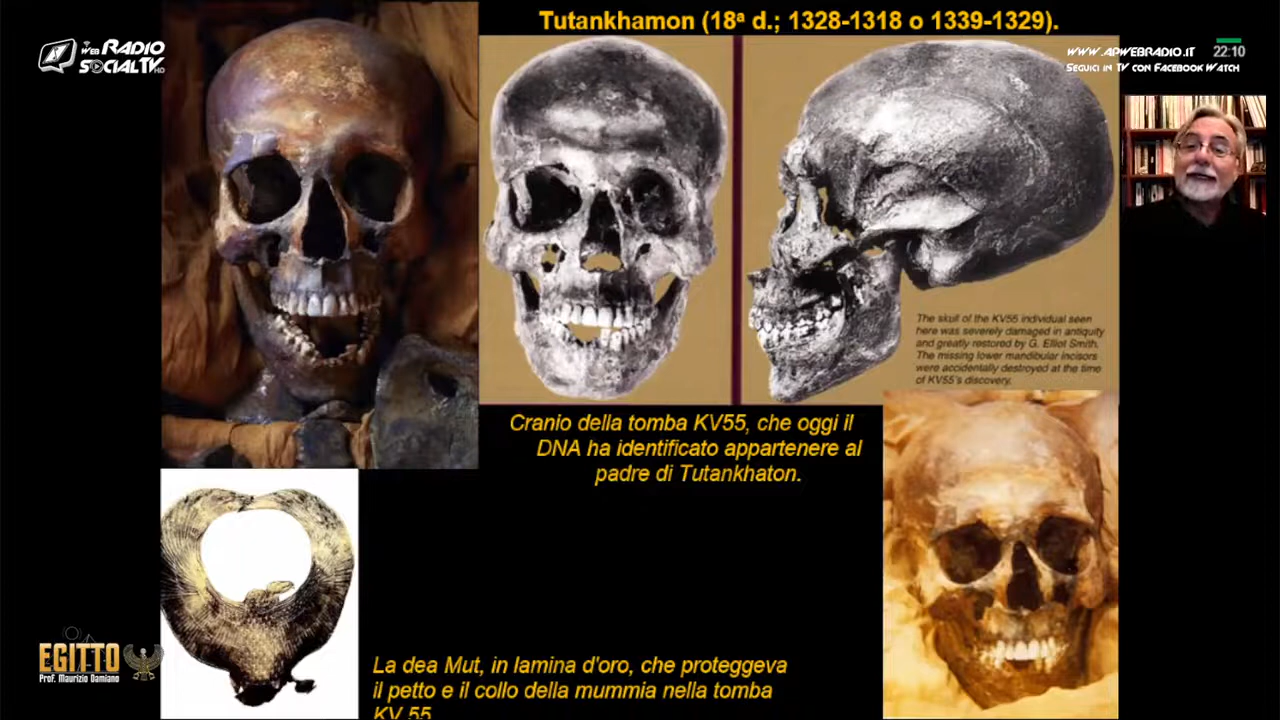 Tutankhamon (18ª d.; 1328-1318 o 1339-1329).
WEB RADIO
SOCIALTV HD
WWW.APWEBRADIO.IT
SEGUICI IN TV CON FACEBOOK WATCH
22:10
The skull of the KV55 individual seen
here was severely damaged in antiquity
and greatly restored by G. Elliot Smith.
The missing lower mandibular incisors
were accidentally destroyed at the time
of KV55's discovery.
Cranio della tomba KV55, che oggi il
DNA ha identificato appartenere al
padre di Tutankhaton.
La dea Mut, in lamina d'oro, che proteggeva
il petto e il collo della mummia nella tomba
KV 55
EGITTO
Prof. Maurizio Damiano